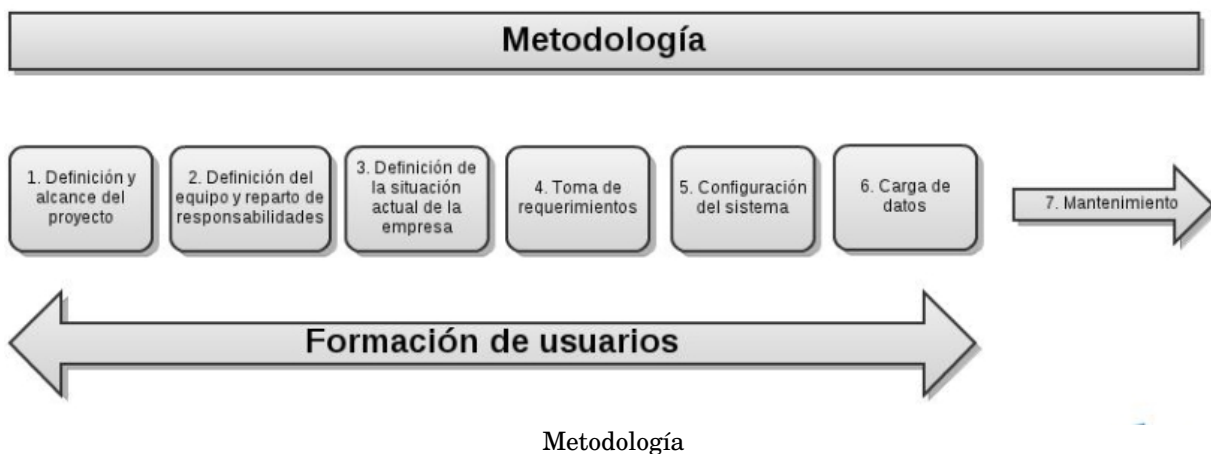 Metodología
1. Definición y
alcance del
proyecto
2. Definición del
equipo y reparto de
responsabilidades
3. Definición de
la situación
actual de la
empresa
4. Toma de
requerimientos
5. Configuración
del sistema
6. Carga de
datos
7. Mantenimiento
Formación de usuarios
Metodología